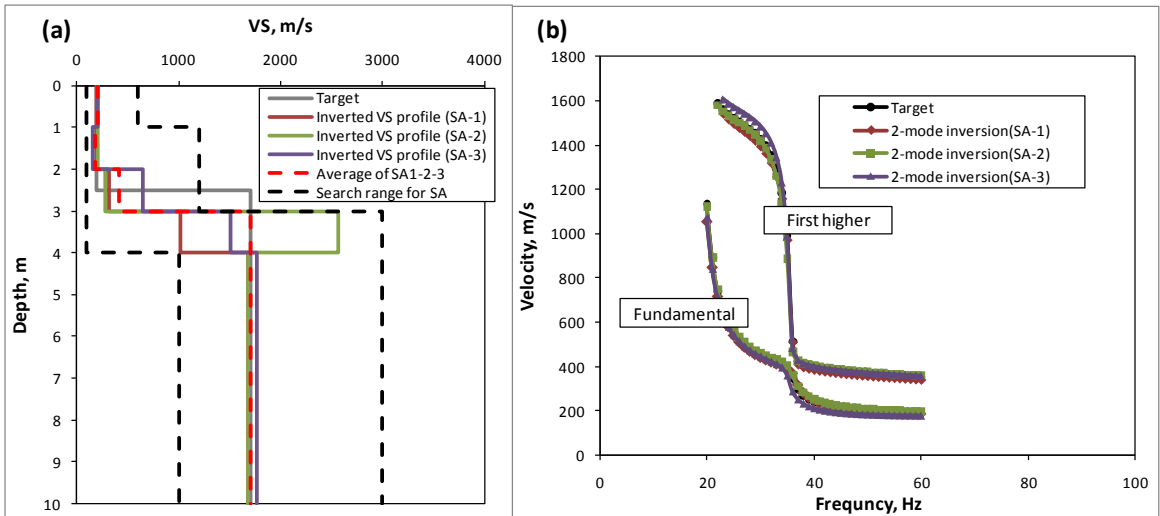 (a)
VS, m/s
0 1000 2000 3000 4000
Depth, m
0
1
2
3
4
5
6
7
8
9
10
Target
Inverted VS profile (SA-1)
Inverted VS profile (SA-2)
Inverted VS profile (SA-3)
Average of SA1-2-3
Search range for SA
(b)
Velocity, m/s
1800
1600
1400
1200
1000
800
600
400
200
0
Target
2-mode inversion(SA-1)
2-mode inversion(SA-2)
2-mode inversion(SA-3)
First higher
Fundamental
0 20 40 60 80 100
Frequncy, Hz